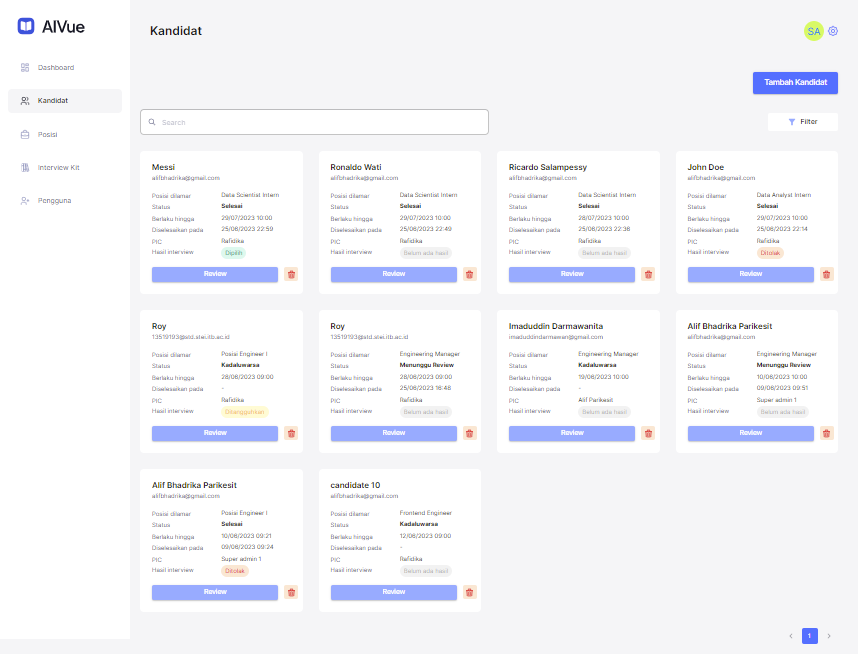 AIVue
Kandidat
SA
Dashboard
Kandidat
Posisi
Interview Kit
Pengguna
Tambah Kandidat
Search
Filter
Messi
alifbhadrika@gmail.com
Posisi dilamar Data Scientist Intern
Status Selesai
Berlaku hingga 29/07/2023 10:00
Diselesaikan pada 25/06/2023 22:59
PIC Rafidika
Hasil interview Dipilih
Review
Ronaldo Wati
alifbhadrika@gmail.com
Posisi dilamar Data Scientist Intern
Status Selesai
Berlaku hingga 29/07/2023 10:00
Diselesaikan pada 25/06/2023 22:49
PIC Rafidika
Hasil interview Belum ada hasil
Review
Ricardo Salampessy
alifbhadrika@gmail.com
Posisi dilamar Data Scientist Intern
Status Selesai
Berlaku hingga 28/07/2023 10:00
Diselesaikan pada 25/06/2023 22:36
PIC Rafidika
Hasil interview Belum ada hasil
Review
John Doe
alifbhadrika@gmail.com
Posisi dilamar Data Analyst Intern
Status Selesai
Berlaku hingga 29/07/2023 10:00
Diselesaikan pada 25/06/2023 22:14
PIC Rafidika
Hasil interview Ditolak
Review
Roy
13519193@std.stei.itb.ac.id
Posisi dilamar Posisi Engineer I
Status Kadaluwarsa
Berlaku hingga 28/06/2023 09:00
Diselesaikan pada -
PIC Rafidika
Hasil interview Ditangguhkan
Review
Roy
13519193@std.stei.itb.ac.id
Posisi dilamar Engineering Manager
Status Menunggu Review
Berlaku hingga 28/06/2023 09:00
Diselesaikan pada 25/06/2023 16:48
PIC Rafidika
Hasil interview Belum ada hasil
Review
Imaduddin Darmawanita
imaduddindarmawan@gmail.com
Posisi dilamar Engineering Manager
Status Kadaluwarsa
Berlaku hingga 19/06/2023 10:00
Diselesaikan pada -
PIC Alif Parikesit
Hasil interview Belum ada hasil
Review
Alif Bhadrika Parikesit
alifbhadrika@gmail.com
Posisi dilamar Engineering Manager
Status Menunggu Review
Berlaku hingga 10/06/2023 10:00
Diselesaikan pada 09/06/2023 09:51
PIC Super admin 1
Hasil interview Belum ada hasil
Review
Alif Bhadrika Parikesit
alifbhadrika@gmail.com
Posisi dilamar Posisi Engineer I
Status Selesai
Berlaku hingga 10/06/2023 09:21
Diselesaikan pada 09/06/2023 09:24
PIC Super admin 1
Hasil interview Ditolak
Review
candidate 10
alifbhadrika@gmail.com
Posisi dilamar Frontend Engineer
Status Kadaluwarsa
Berlaku hingga 12/06/2023 09:00
Diselesaikan pada -
PIC Rafidika
Hasil interview Belum ada hasil
Review
1